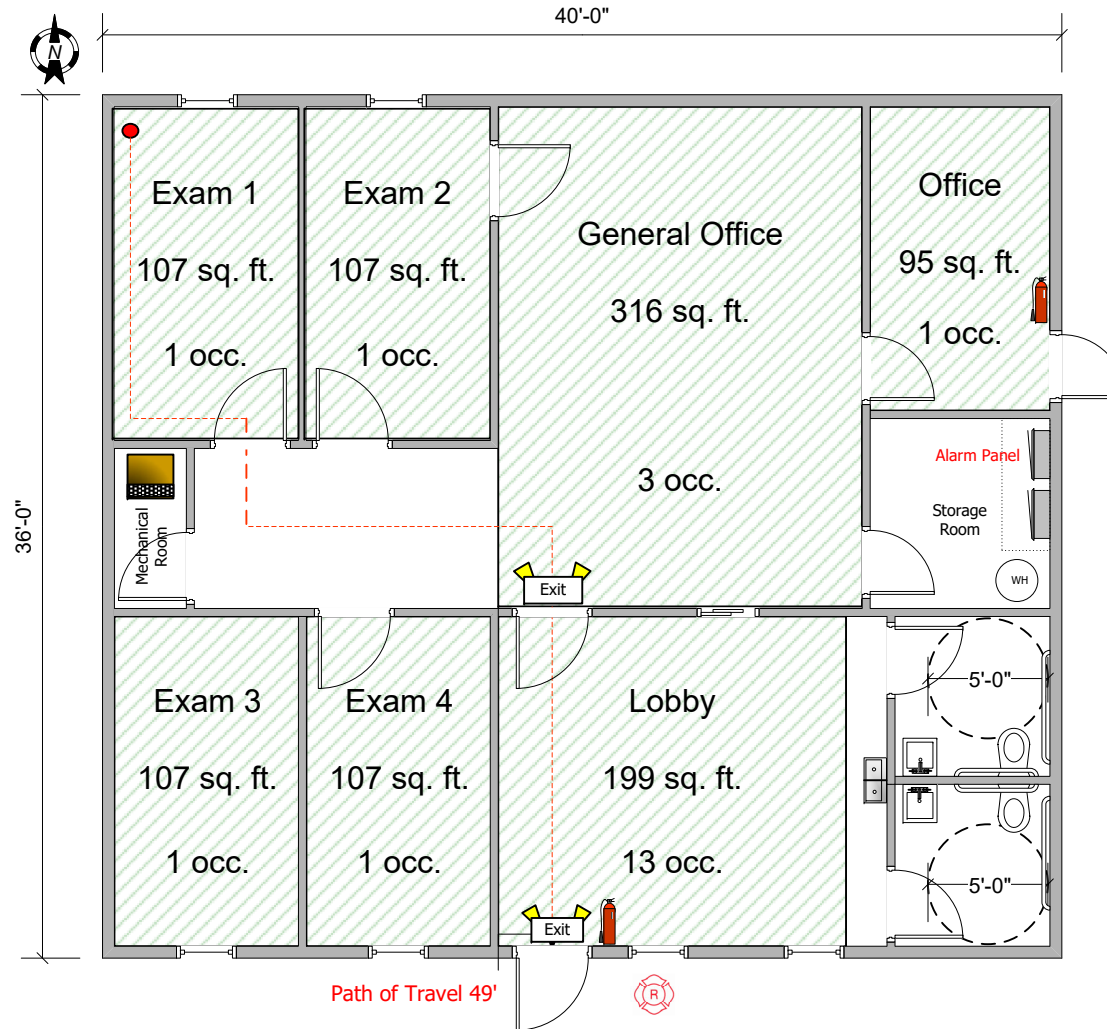 40'-0"
N
36'-0"
Exam 1
107 sq. ft.
1 occ.
Exam 2
107 sq. ft.
1 occ.
General Office
316 sq. ft.
3 occ.
Office
95 sq. ft.
1 occ.
Alarm Panel
Storage
Room
WH
Mechanical
Room
Exit
Exam 3
107 sq. ft.
1 occ.
Exam 4
107 sq. ft.
1 occ.
Lobby
199 sq. ft.
13 occ.
5'-0"
5'-0"
Exit
Path of Travel 49'
R